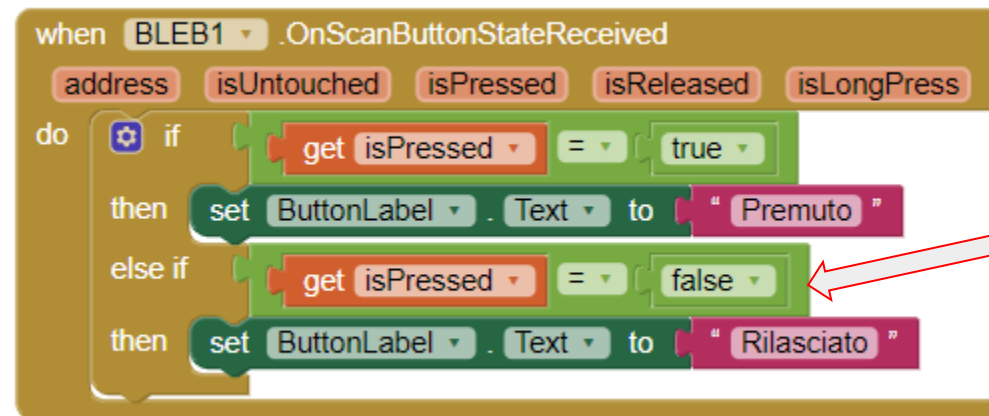 when BLEB1 .OnScanButtonStateReceived
address isUntouched isPressed isReleased isLongPress
do if get isPressed = true
then set ButtonLabel . Text to " Premuto "
else if get isPressed = false
then set ButtonLabel . Text to " Rilasciato "